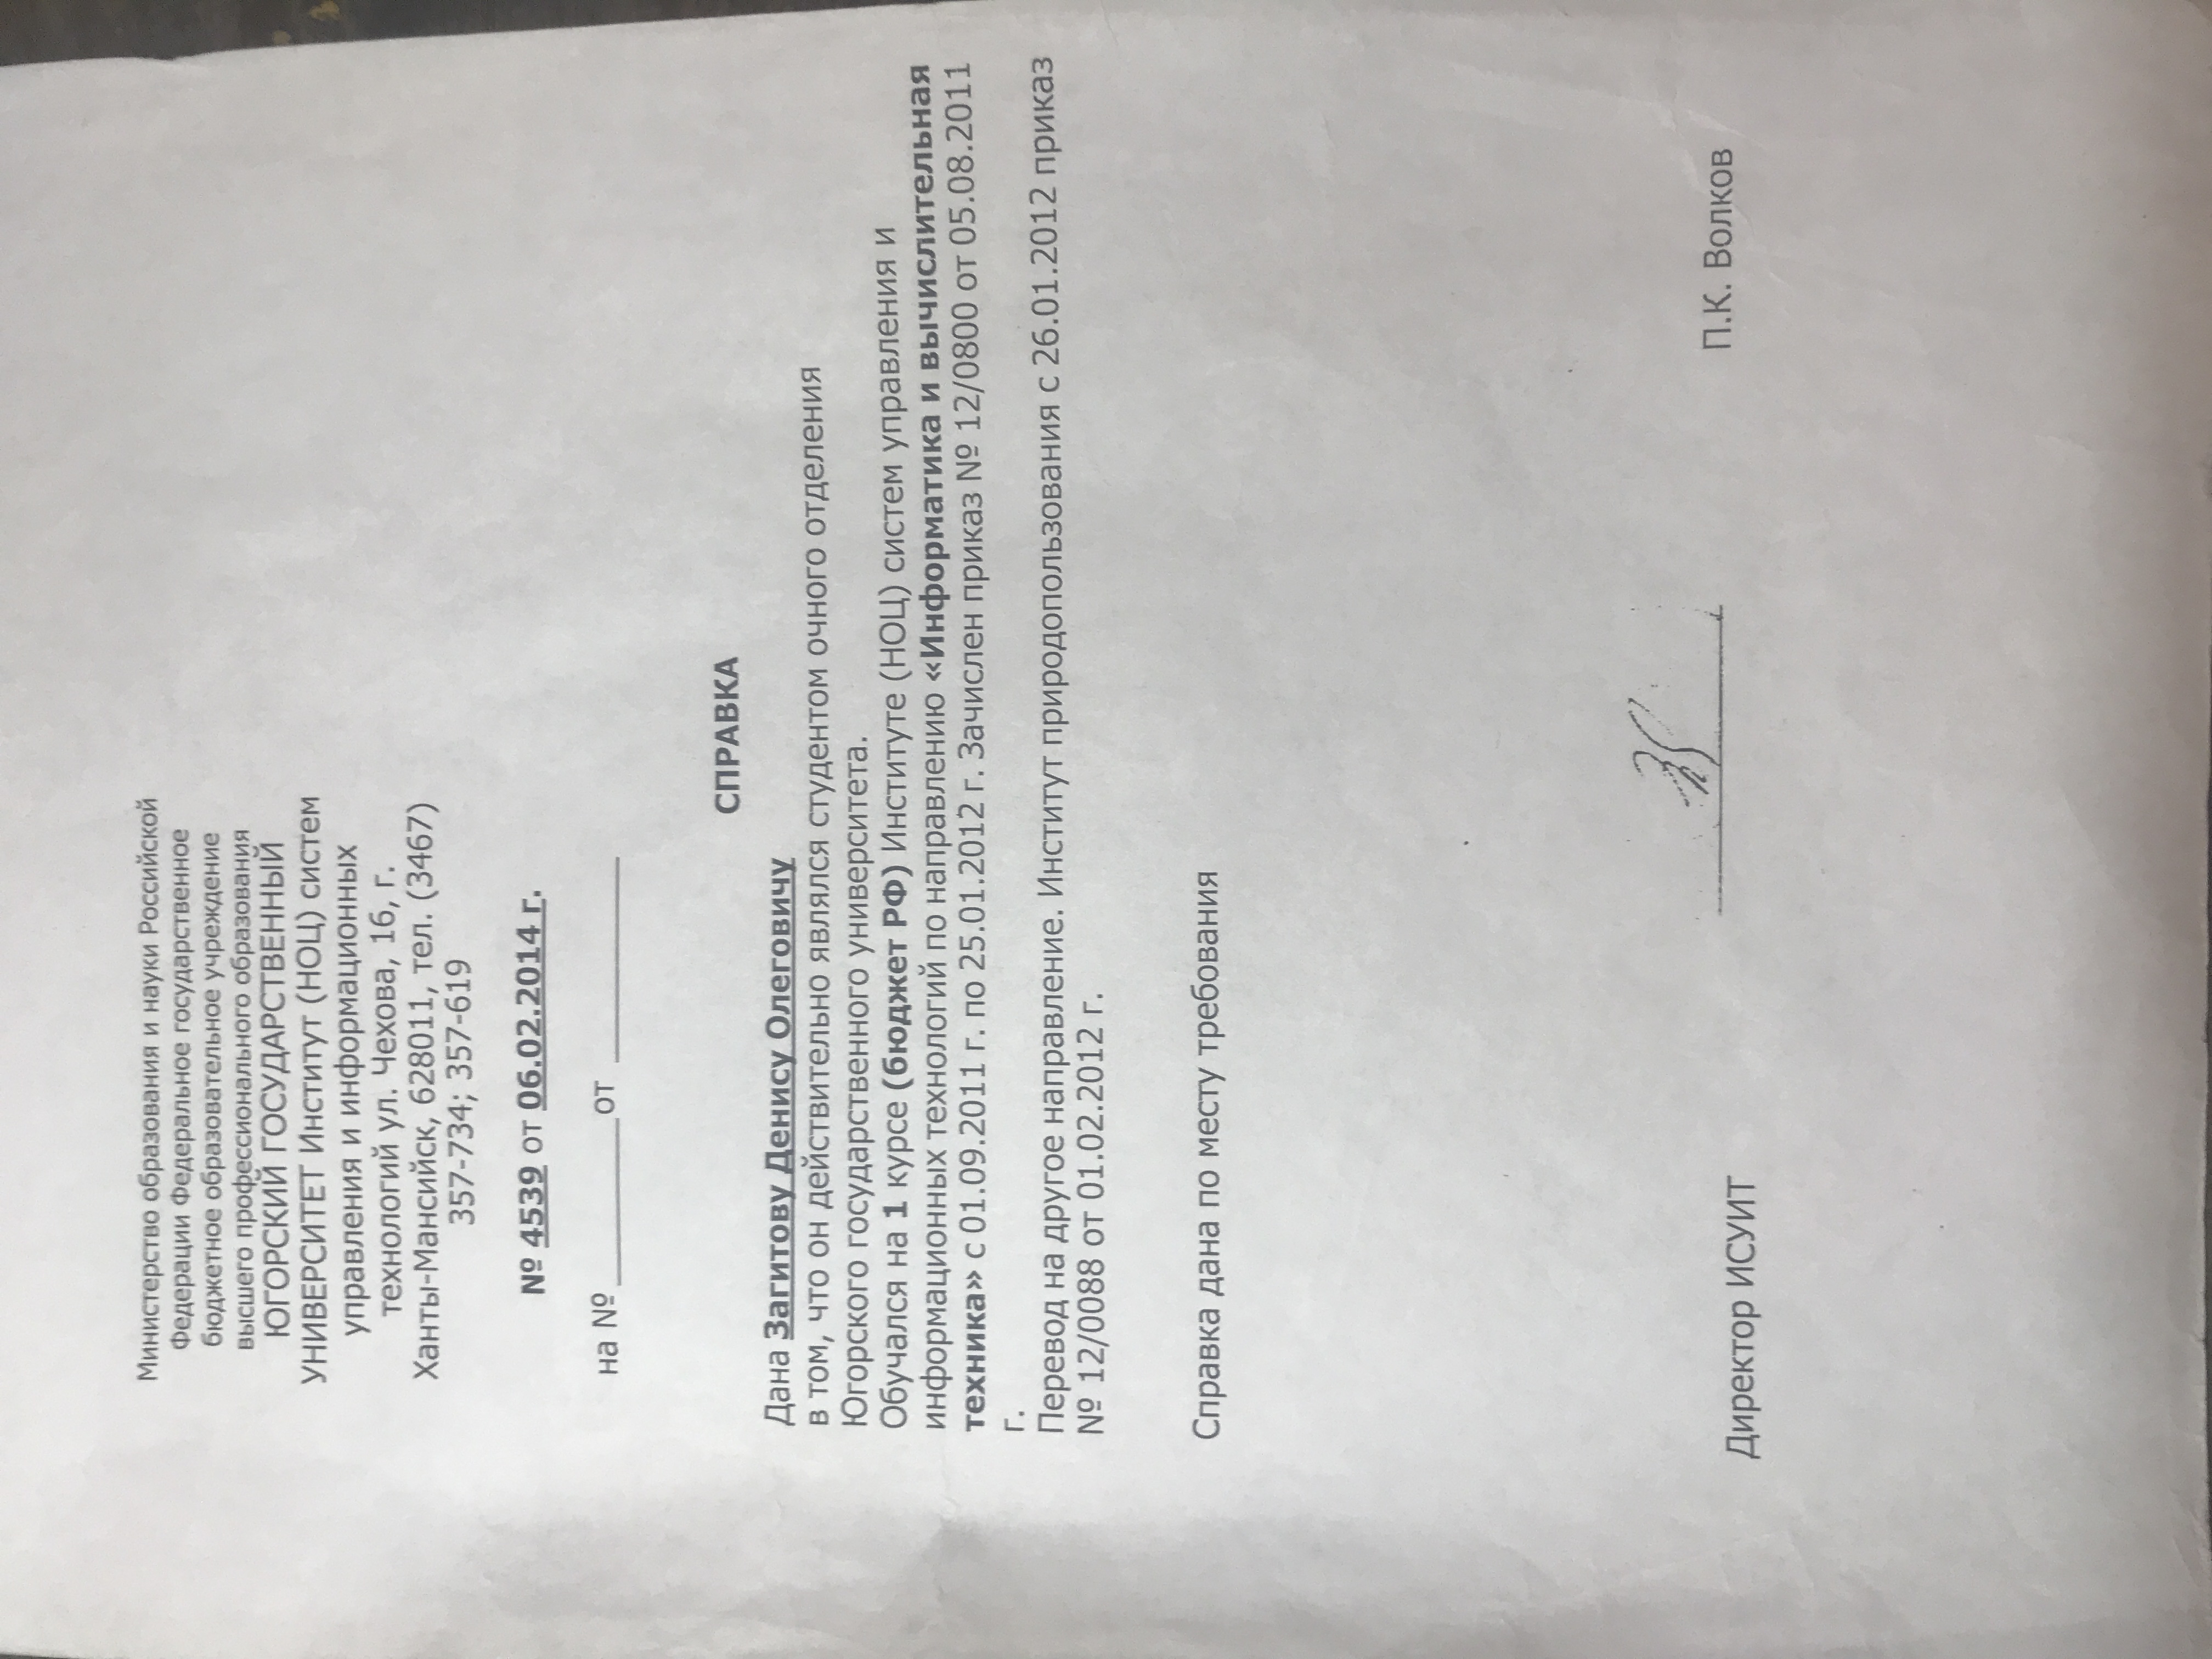 Министерство образования и науки Российской
Федерации Федеральное государственное
бюджетное образовательное учреждение
высшего профессионального образования
ЮГОРСКИЙ ГОСУДАРСТВЕННЫЙ
УНИВЕРСИТЕТ Институт (НОЦ) систем
управления и информационных
технологий ул. Чехова, 16, г.
Ханты-Мансийск, 628011, тел. (3467)
357-734; 357-619
№ 4539 от 06.02.2014 г.
на № __________ от ____________
СПРАВКА
Дана Загитову Денису Олеговичу
в том, что он действительно являлся студентом очного отделения
Югорского государственного университета.
Обучался на 1 курсе (бюджет РФ) Институте (НОЦ) систем управления и
информационных технологий по направлению «Информатика и вычислительная
техника» с 01.09.2011 г. по 25.01.2012 г. Зачислен приказ № 12/0800 от 05.08.2011
г.
Перевод на другое направление. Институт природопользования с 26.01.2012 приказ
№ 12/0088 от 01.02.2012 г.
Справка дана по месту требования
Директор ИСУИТ П.К. Волков